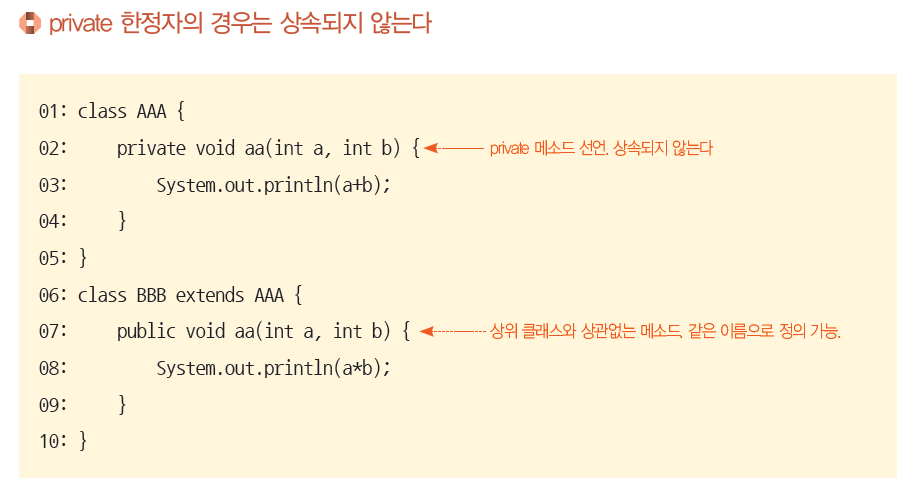 private 한정자의 경우는 상속되지 않는다
01: class AAA {
02: private void aa(int a, int b) { private 메소드 선언. 상속되지 않는다
03: System.out.println(a+b);
04: }
05: }
06: class BBB extends AAA {
07: public void aa(int a, int b) { 상위 클래스와 상관없는 메소드. 같은 이름으로 정의 가능.
08: System.out.println(a*b);
09: }
10: }